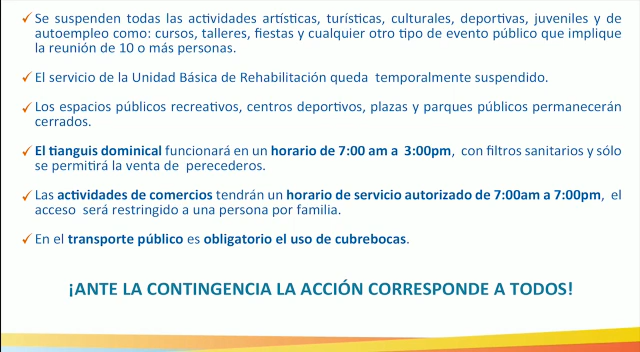 ✓ Se suspenden todas las actividades artísticas, turísticas, culturales, deportivas, juveniles y de
autoempleo como: cursos, talleres, fiestas y cualquier otro tipo de evento público que implique
la reunión de 10 o más personas.
✓ El servicio de la Unidad Básica de Rehabilitación queda temporalmente suspendido.
✓ Los espacios públicos recreativos, centros deportivos, plazas y parques públicos permanecerán
cerrados.
✓ El tianguis dominical funcionará en un horario de 7:00 am a 3:00pm, con filtros sanitarios y sólo
se permitirá la venta de perecederos.
✓ Las actividades de comercios tendrán un horario de servicio autorizado de 7:00am a 7:00pm, el
acceso será restringido a una persona por familia.
✓ En el transporte público es obligatorio el uso de cubrebocas.
¡ANTE LA CONTINGENCIA LA ACCIÓN CORRESPONDE A TODOS!